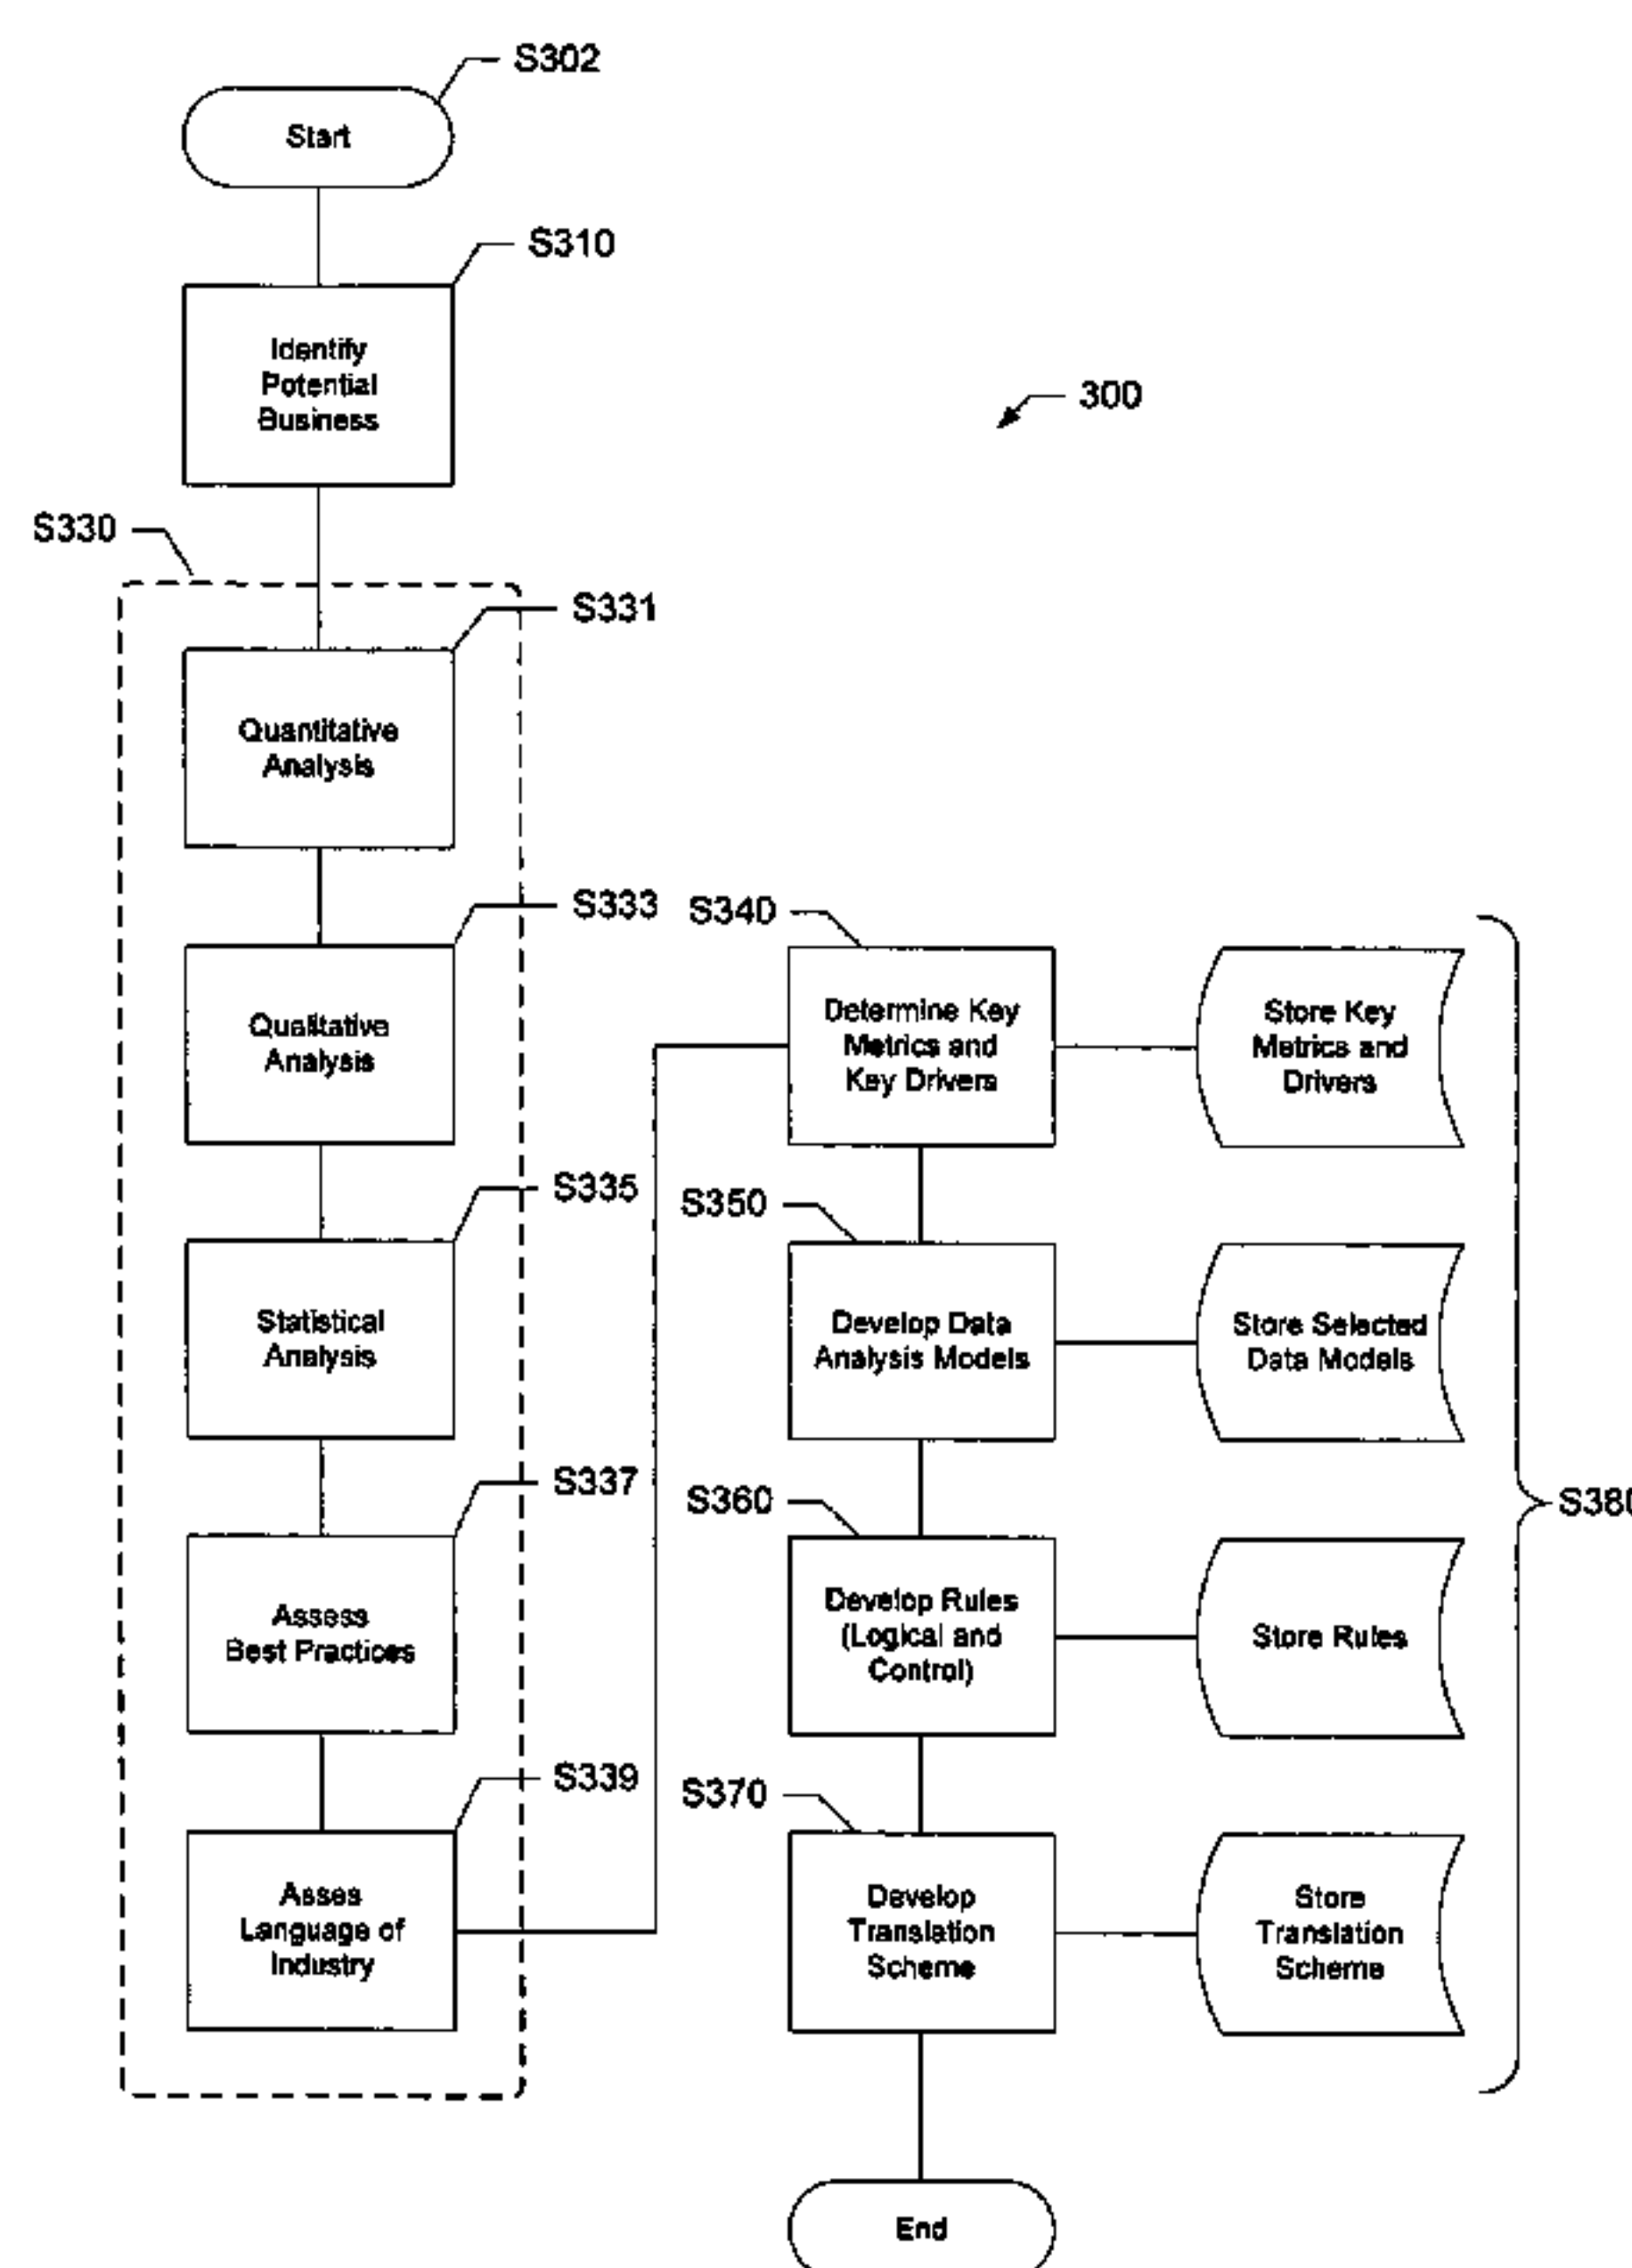 S302
Start
S310
Identify
Potential
Business
300
S330
S331
Quantitative
Analysis
S333
Qualitative
Analysis
S335
Statistical
Analysis
S337
Assess
Best Practices
S339
Asses
Language of
Industry
S340
Determine Key
Metrics and
Key Drivers
Store Key
Metrics and
Drivers
S350
Develop Data
Analysis Models
Store Selected
Data Models
S360
Develop Rules
(Logical and
Control)
Store Rules
S370
Develop
Translation
Scheme
Store
Translation
Scheme
S380
End